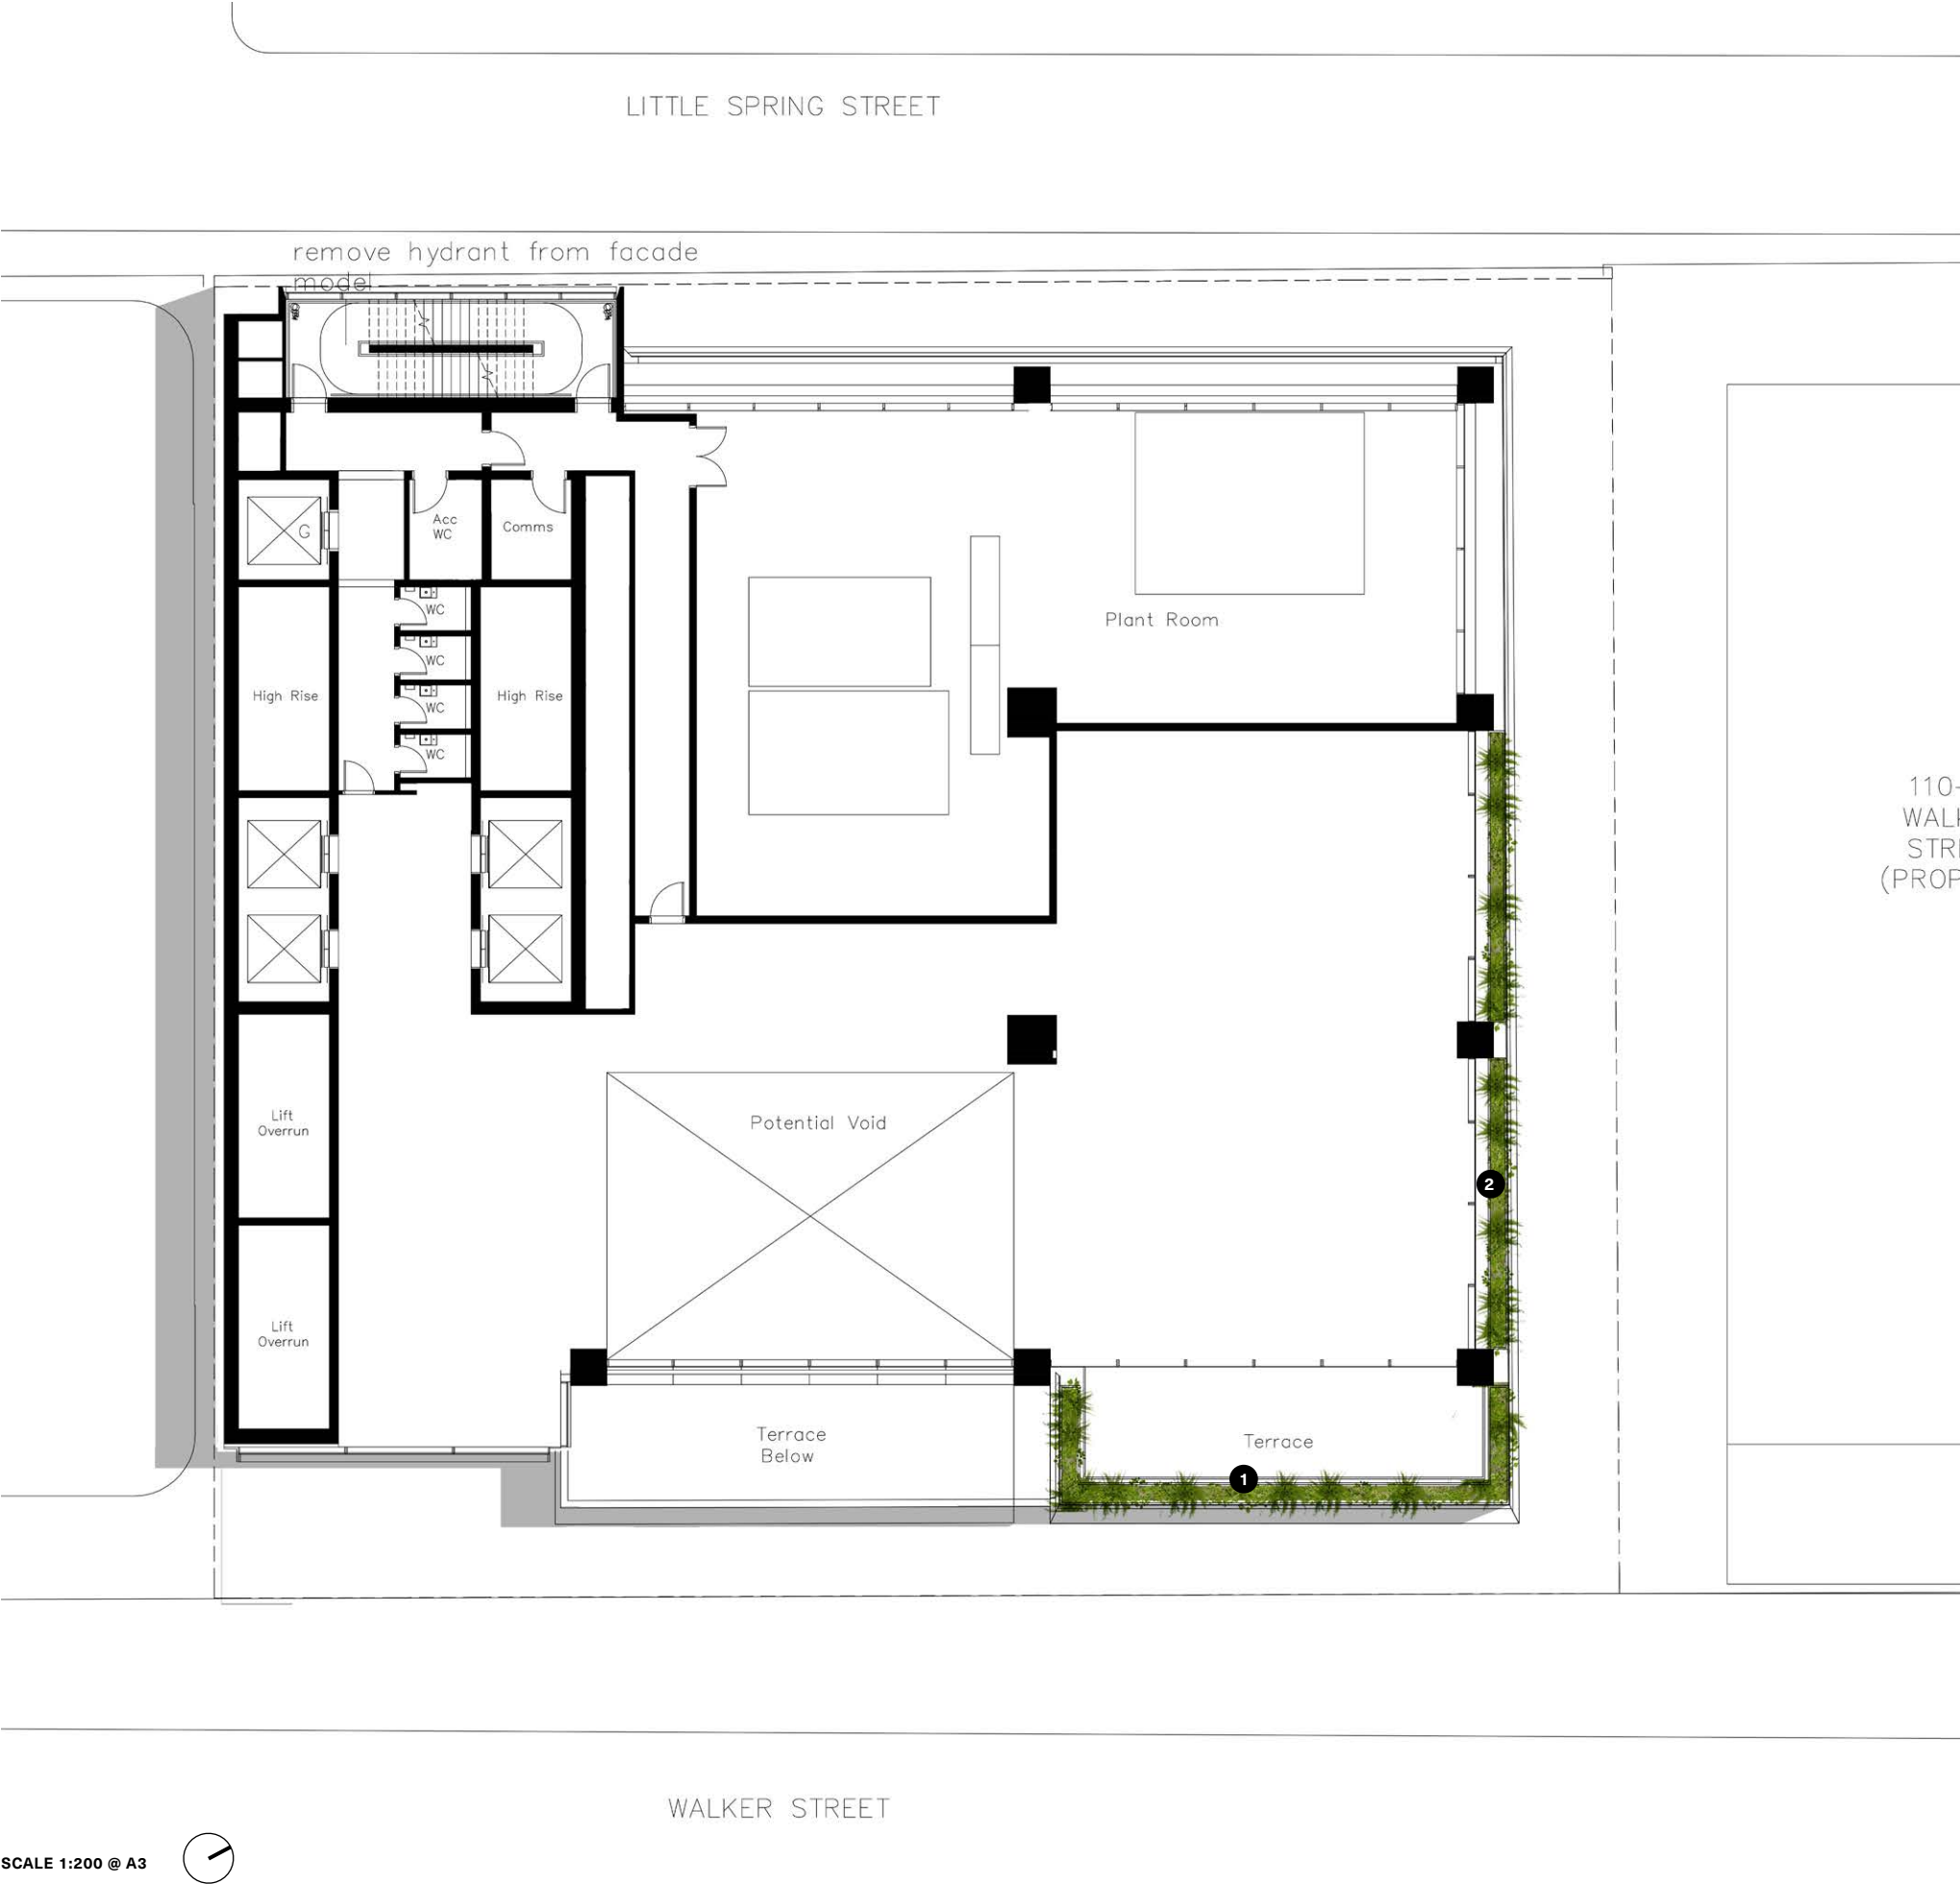 LITTLE SPRING STREET
remove hydrant from facade
model
G
Acc
WC
Comms
WC
Plant Room
WC
High Rise
High Rise
WC
WC
110-
WALK
STRE
(PROP
Potential Void
Lift
Overrun
2
Lift
Overrun
Terrace
Below
Terrace
1
WALKER STREET
SCALE 1:200 @ A3